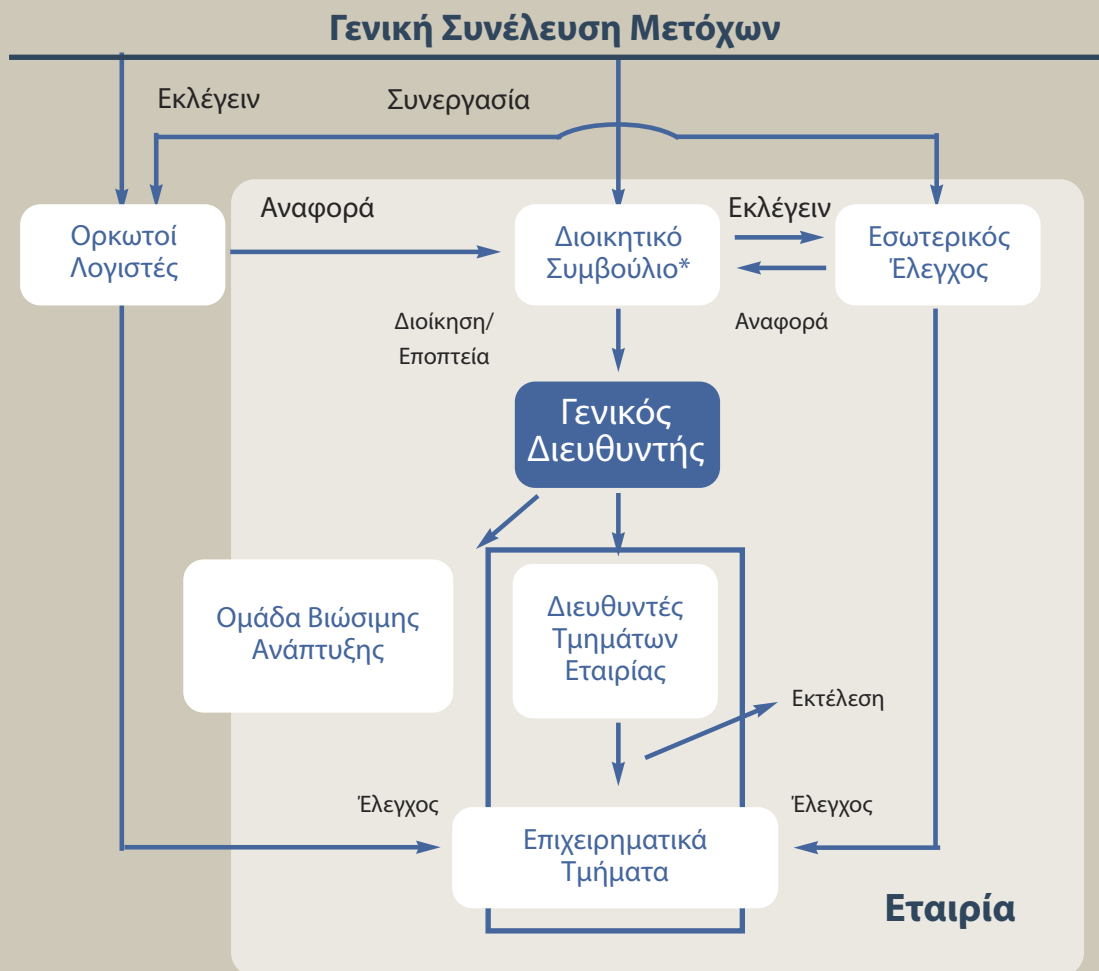 Γενική Συνέλευση Μετόχων
Εκλέγειν
Συνεργασία
Ορκωτοί
Λογιστές
Αναφορά
Διοικητικό
Συμβούλιο*
Εκλέγειν
Εσωτερικός
Έλεγχος
Διοίκηση/
Εποπτεία
Αναφορά
Γενικός
Διευθυντής
Ομάδα Βιώσιμης
Ανάπτυξης
Διευθυντές
Τμημάτων
Εταιρίας
Εκτέλεση
Έλεγχος
Έλεγχος
Επιχειρηματικά
Τμήματα
Εταιρία